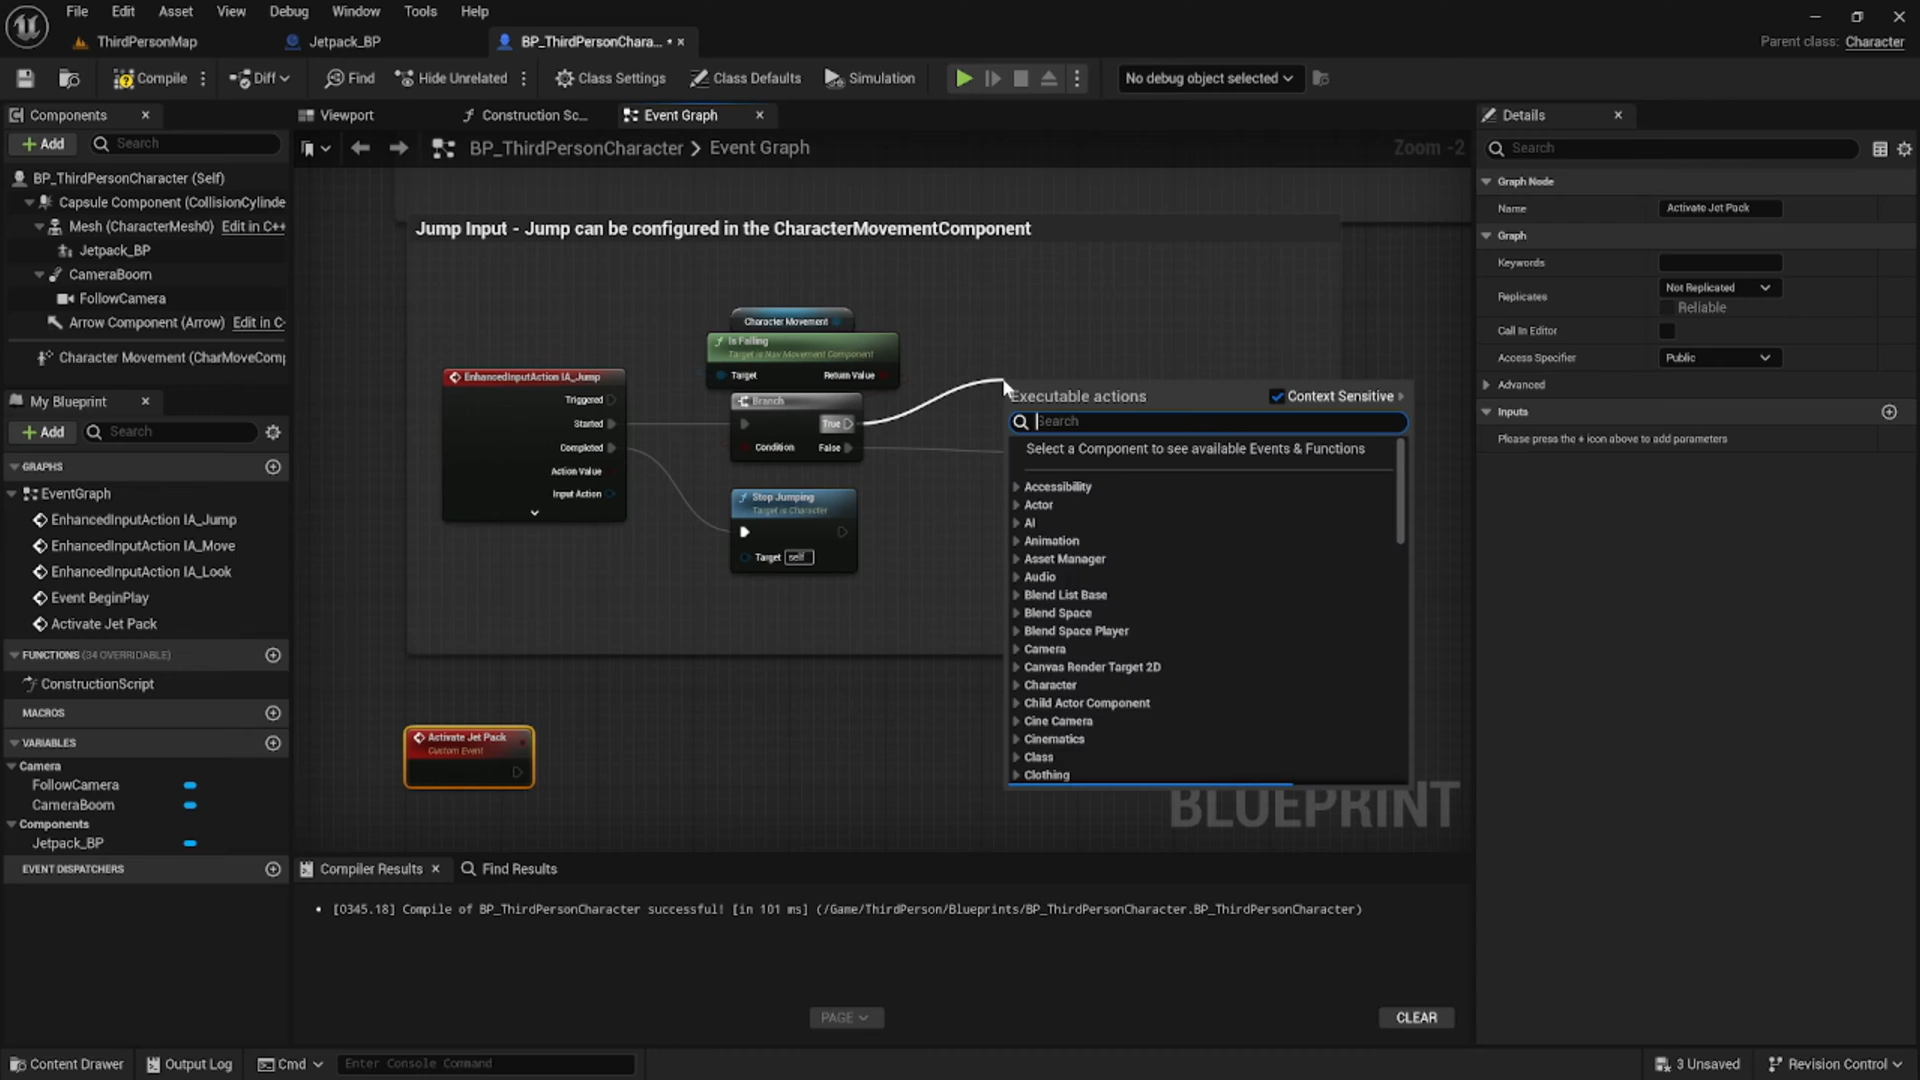 File Edit Asset View Debug Window Tools Help
ThirdPersonMap Jetpack_BP BP_ThirdPersonChara...
Parent class: Character
Compile Diff Find Hide Unrelated Class Settings Class Defaults Simulation No debug object selected
Components
Add Search
BP_ThirdPersonCharacter (Self)
Capsule Component (CollisionCylinde
Mesh (CharacterMesh0) Edit in C++
Jetpack_BP
CameraBoom
FollowCamera
Arrow Component (Arrow) Edit in C
Character Movement (CharMoveComp
My Blueprint
Add Search
GRAPHS
EventGraph
EnhancedInputAction IA_Jump
EnhancedInputAction IA_Move
EnhancedInputAction IA_Look
Event BeginPlay
Activate Jet Pack
FUNCTIONS (34 OVERRIDABLE)
ConstructionScript
MACROS
VARIABLES
Camera
FollowCamera
CameraBoom
Components
Jetpack_BP
EVENT DISPATCHERS
Viewport Construction Sc... Event Graph
BP_ThirdPersonCharacter > Event Graph Zoom -2
Jump Input - Jump can be configured in the CharacterMovementComponent
Character Movement
Is Falling
Target is Nav Movement Component
Target Return Value
EnhancedInputAction IA_Jump
Triggered
Started
Completed
Action Value
Input Action
Branch
True
Condition False
Stop Jumping
Target is Character
Target self
Activate Jet Pack
Custom Event
Executable actions Context Sensitive
Search
Select a Component to see available Events & Functions
Accessibility
Actor
AI
Animation
Asset Manager
Audio
Blend List Base
Blend Space
Blend Space Player
Camera
Canvas Render Target 2D
Character
Child Actor Component
Cine Camera
Cinematics
Class
Clothing
BLUEPRINT
Details
Search
Graph Node
Name Activate Jet Pack
Graph
Keywords
Replicates Not Replicated
Reliable
Call In Editor
Access Specifier Public
Advanced
Inputs
Please press the + icon above to add parameters
Compiler Results Find Results
• [0345.18] Compile of BP_ThirdPersonCharacter successful! [in 101 ms] (/Game/ThirdPerson/Blueprints/BP_ThirdPersonCharacter.BP_ThirdPersonCharacter)
PAGE CLEAR
Content Drawer Output Log Cmd Enter Console Command 3 Unsaved Revision Control